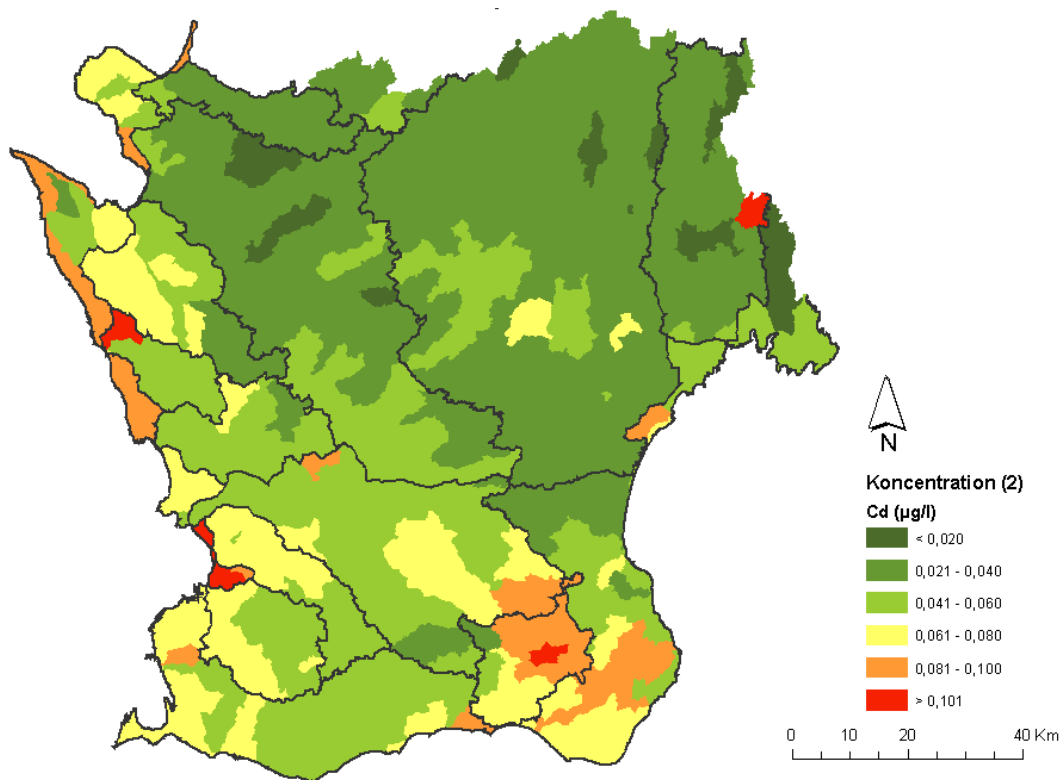 N
Koncentration (2)
Cd (µg/l)
< 0,020
0,021 - 0,040
0,041 - 0,060
0,061 - 0,080
0,081 - 0,100
> 0,101
0 10 20 40 Km